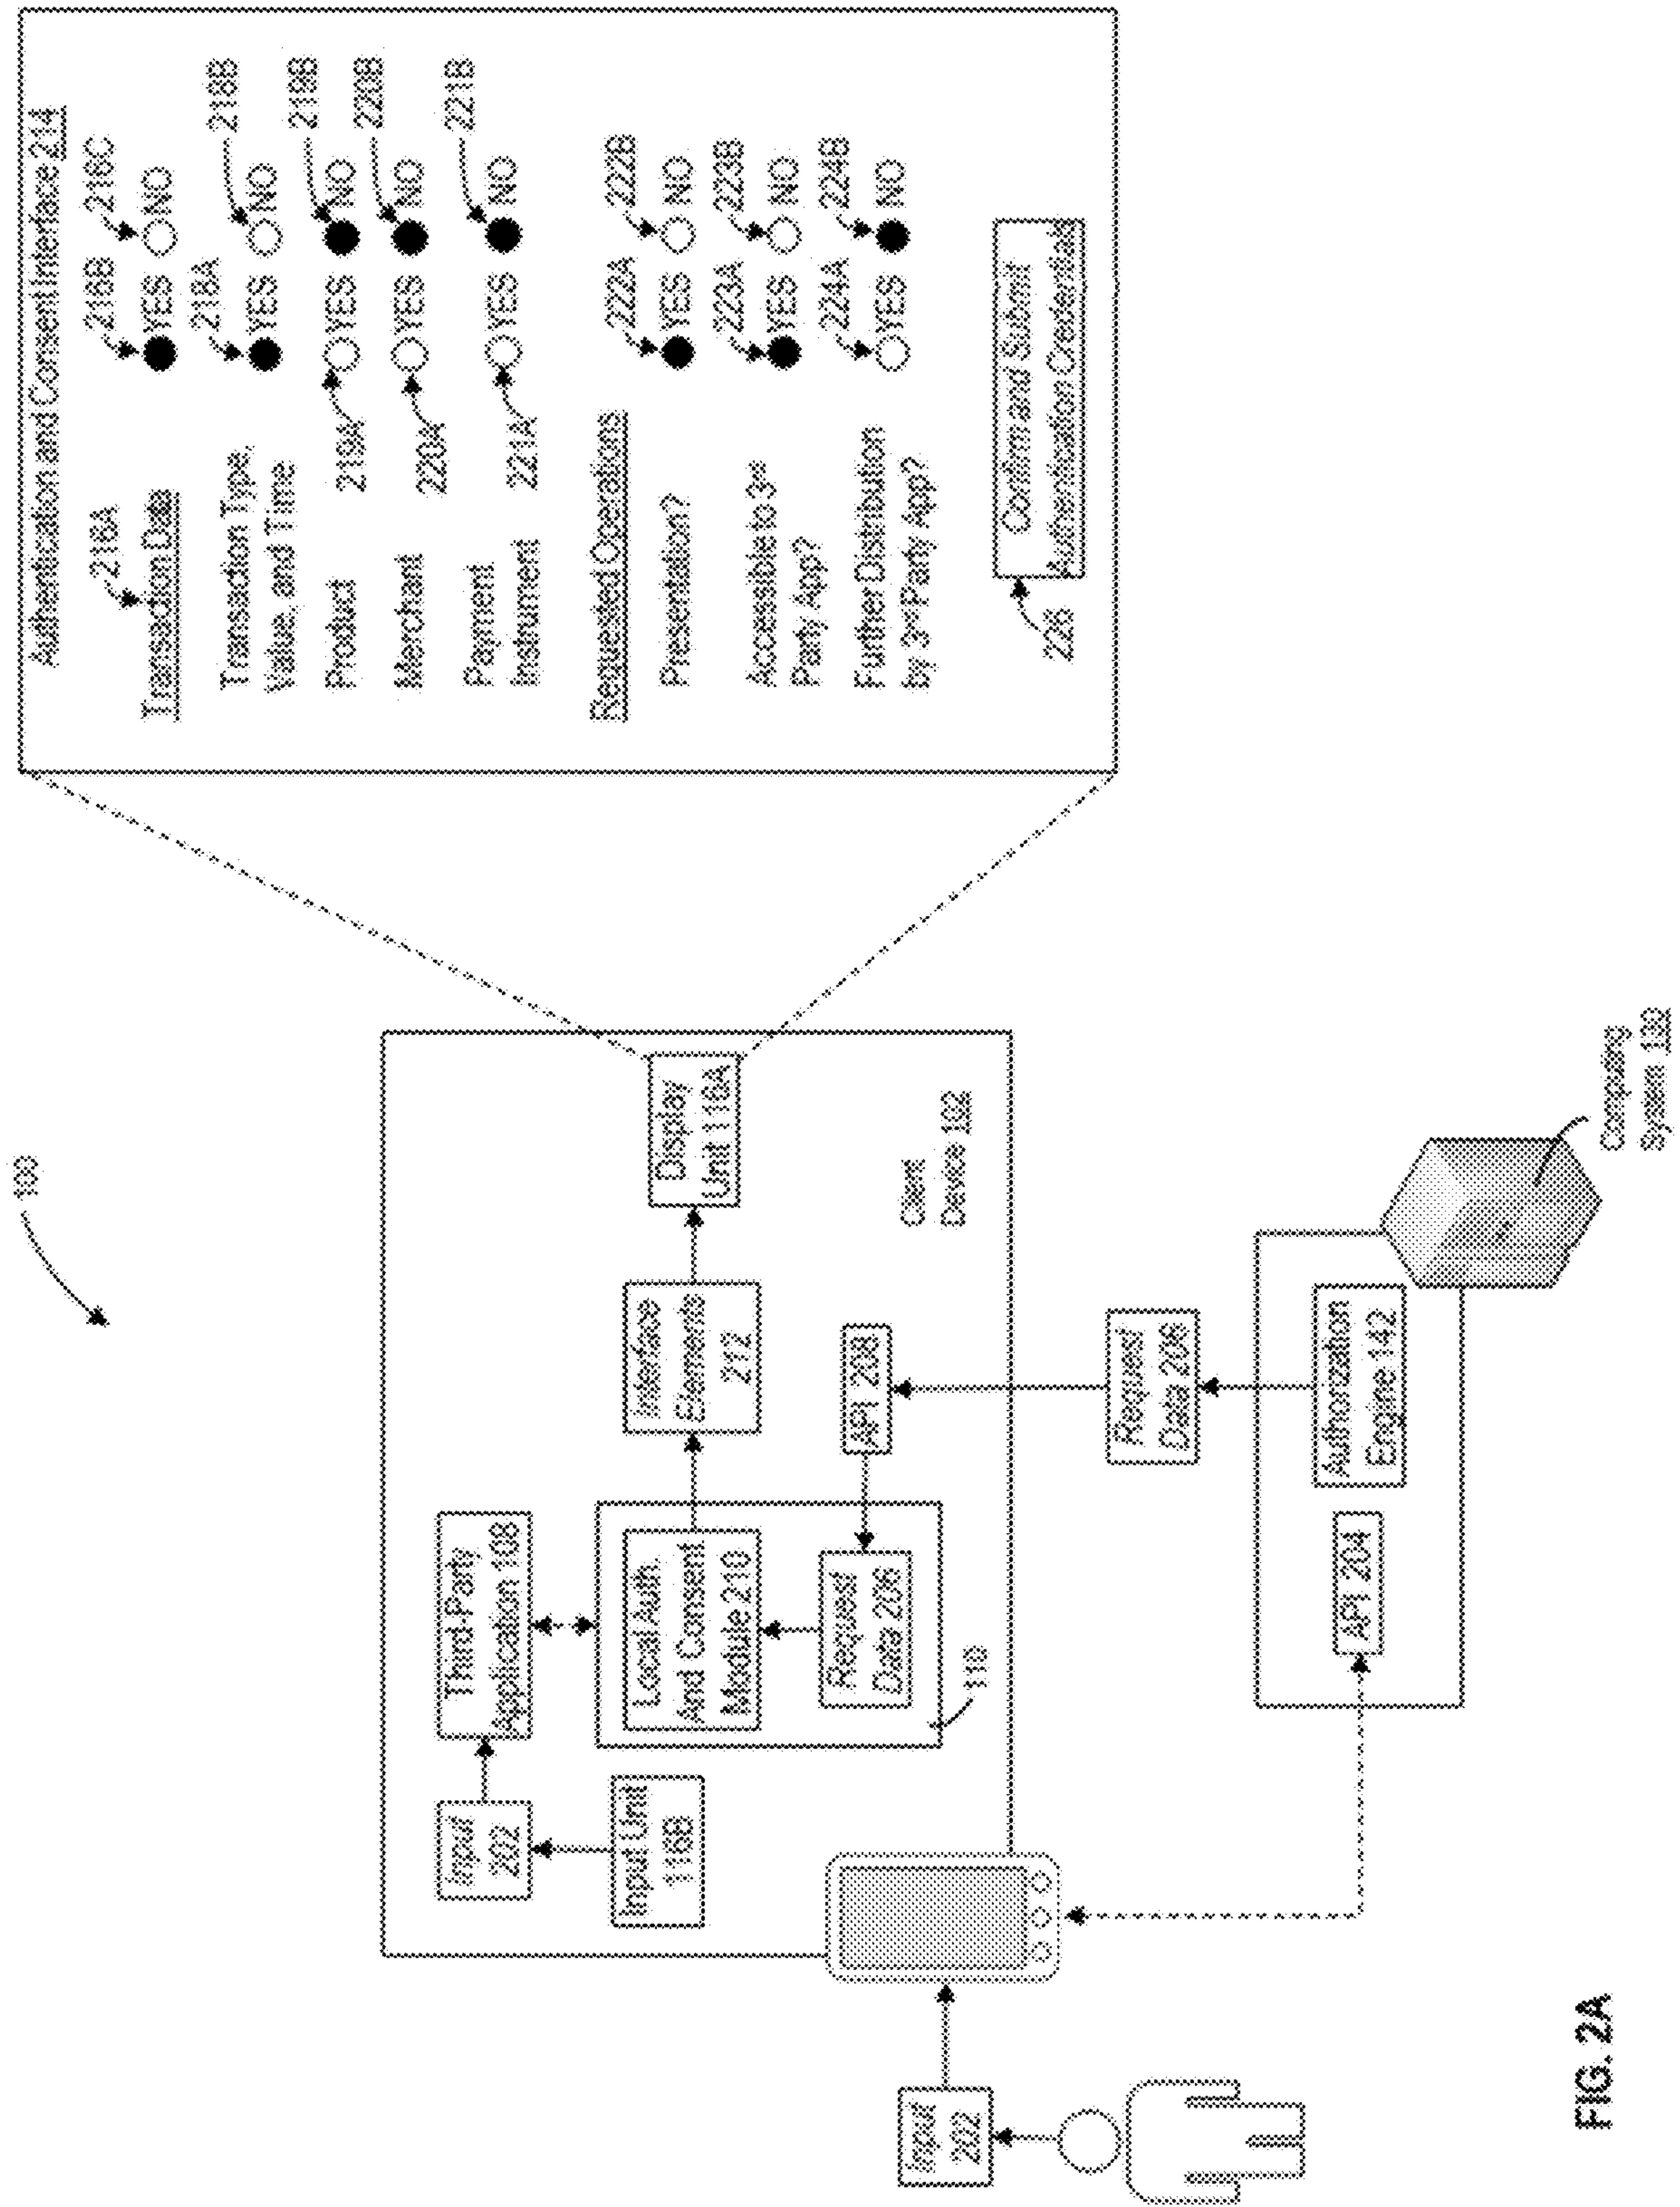 100
Input
202
Input
202
Input Unit
116B
Third-Party
Application 108
Local Auth.
And Consent
Module 210
Request
Data 206
110
API 208
Interface
Elements
212
Display
Unit 116A
Client
Device 102
Request
Data 206
API 204
Authorization
Engine 142
Computing
System 130
Authentication and Consent Interface 214
216A
216B
216C
Transaction Data
YES
NO
218A
218B
Transaction Type,
Value, and Time
YES
NO
219A
219B
Product
YES
NO
220A
220B
Merchant
YES
NO
221A
221B
Payment
Instrument
YES
NO
Requested Operations
222A
222B
Presentation?
YES
NO
223A
223B
Accessible to 3rd
Party App?
YES
NO
224A
224B
Further Distribution
by 3rd Party App?
YES
NO
226
Confirm and Submit
Authentication Credentials
FIG. 2A